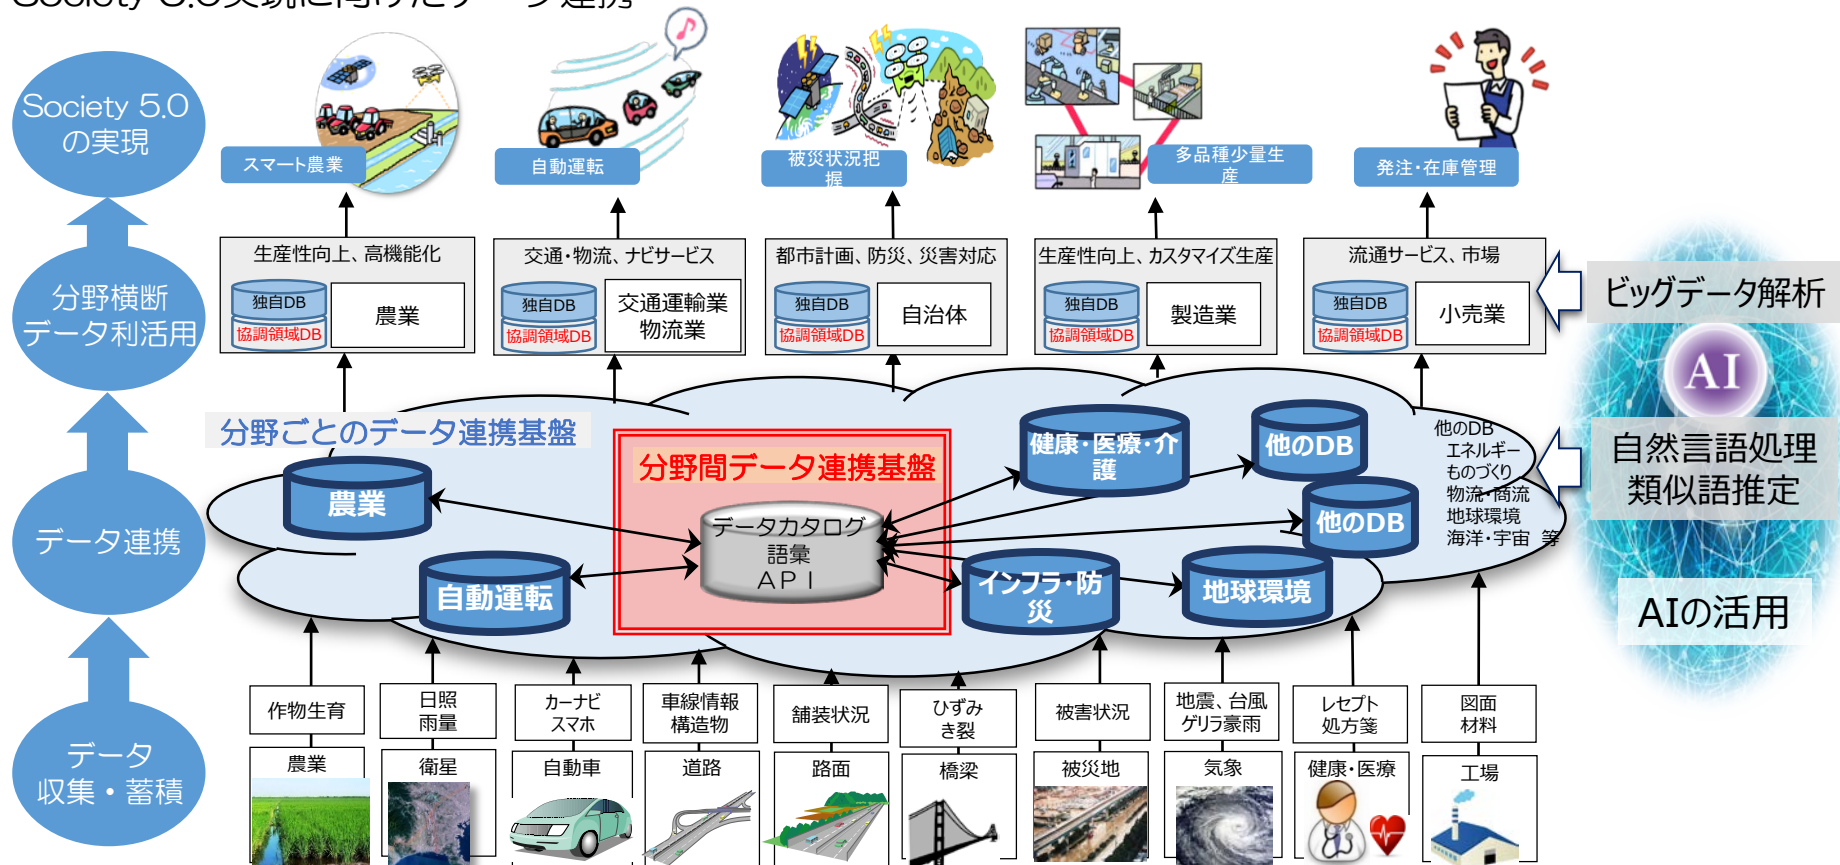 Society 5.0実現に向けたデータ連携
Society 5.0
の実現
スマート農業
自動運転
被災状況把
握
多品種少量生
産
発注・在庫管理
分野横断
データ利活用
生産性向上、高機能化
独自DB
協調領域DB
農業
交通・物流、ナビサービス
独自DB
協調領域DB
交通運輸業
物流業
都市計画、防災、災害対応
独自DB
協調領域DB
自治体
生産性向上、カスタマイズ生産
独自DB
協調領域DB
製造業
流通サービス、市場
独自DB
協調領域DB
小売業
ビッグデータ解析
AI
自然言語処理
類似語推定
AIの活用
データ連携
分野ごとのデータ連携基盤
分野間データ連携基盤
データカタログ
語彙
API
農業
自動運転
健康・医療・介
護
他のDB
他のDB
インフラ・防
災
地球環境
他のDB
エネルギー
ものづくり
物流・商流
地球環境
海洋・宇宙 等
データ
収集・蓄積
作物生育
農業
日照
雨量
衛星
カーナビ
スマホ
自動車
車線情報
構造物
道路
舗装状況
路面
ひずみ
き裂
橋梁
被害状況
被災地
地震、台風
ゲリラ豪雨
気象
レセプト
処方箋
健康・医療
図面
材料
工場